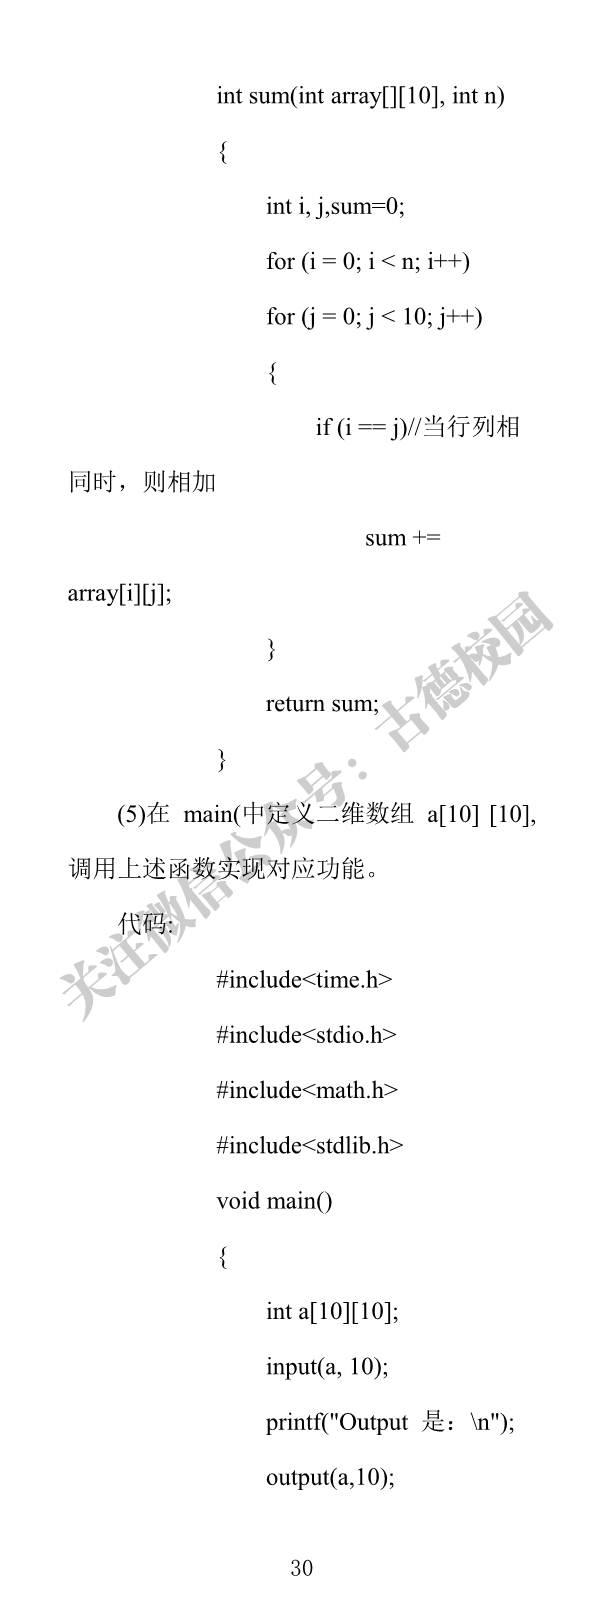 int sum(int array[][10], int n)
{
int i, j,sum=0;
for (i = 0; i < n; i++)
for (j = 0; j < 10; j++)
{
if (i == j)//当行列相
同时，则相加
sum +=
array[i][j];
}
return sum;
}
(5)在 main(中定义二维数组 a[10] [10],
调用上述函数实现对应功能。
代码:
#include<time.h>
#include<stdio.h>
#include<math.h>
#include<stdlib.h>
void main()
{
int a[10][10];
input(a, 10);
printf("Output 是：\n");
output(a,10);
30
关注微信公众号：古德校园